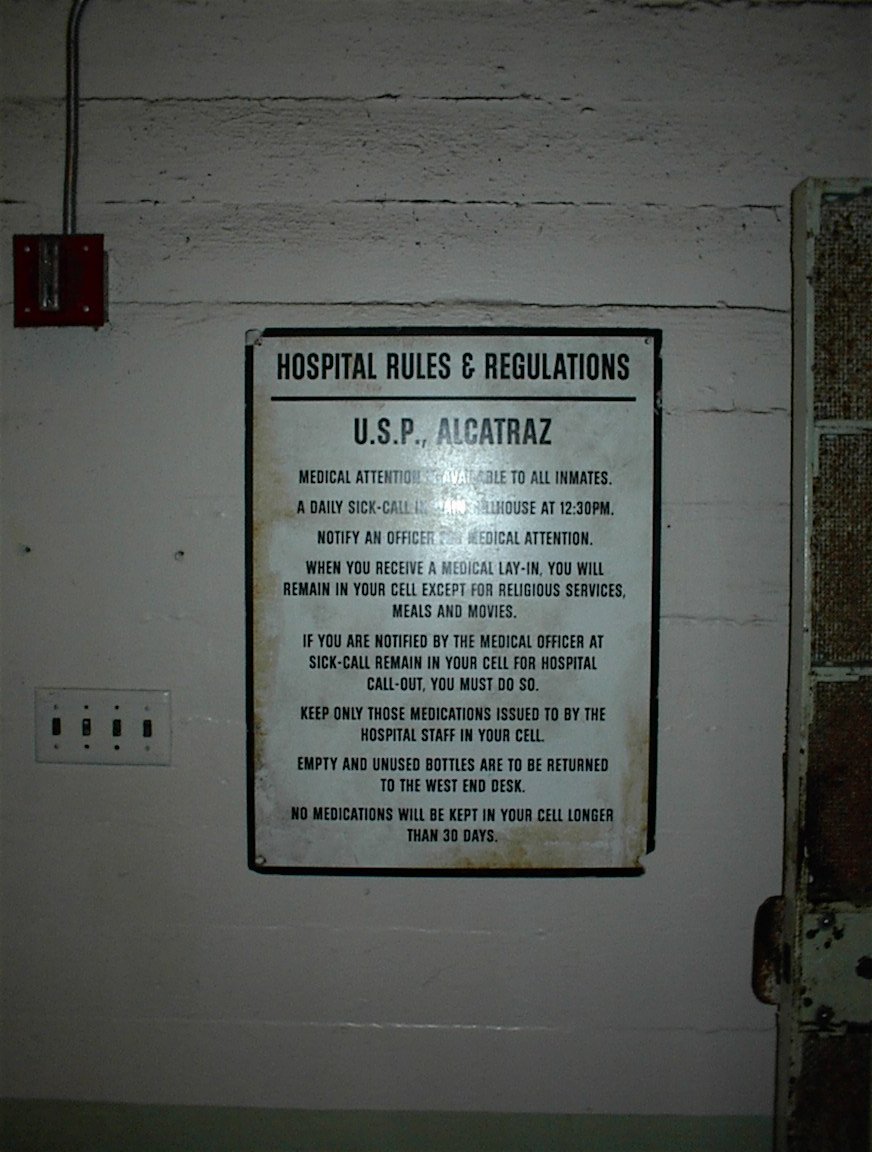 HOSPITAL RULES & REGULATIONS
U.S.P., ALCATRAZ
MEDICAL ATTENTION IS AVAILABLE TO ALL INMATES.
A DAILY SICK-CALL IN CELLHOUSE AT 12:30PM.
NOTIFY AN OFFICER FOR MEDICAL ATTENTION.
WHEN YOU RECEIVE A MEDICAL LAY-IN, YOU WILL
REMAIN IN YOUR CELL EXCEPT FOR RELIGIOUS SERVICES,
MEALS AND MOVIES.
IF YOU ARE NOTIFIED BY THE MEDICAL OFFICER AT
SICK-CALL REMAIN IN YOUR CELL FOR HOSPITAL
CALL-OUT, YOU MUST DO SO.
KEEP ONLY THOSE MEDICATIONS ISSUED TO BY THE
HOSPITAL STAFF IN YOUR CELL.
EMPTY AND UNUSED BOTTLES ARE TO BE RETURNED
TO THE WEST END DESK.
NO MEDICATIONS WILL BE KEPT IN YOUR CELL LONGER
THAN 30 DAYS.